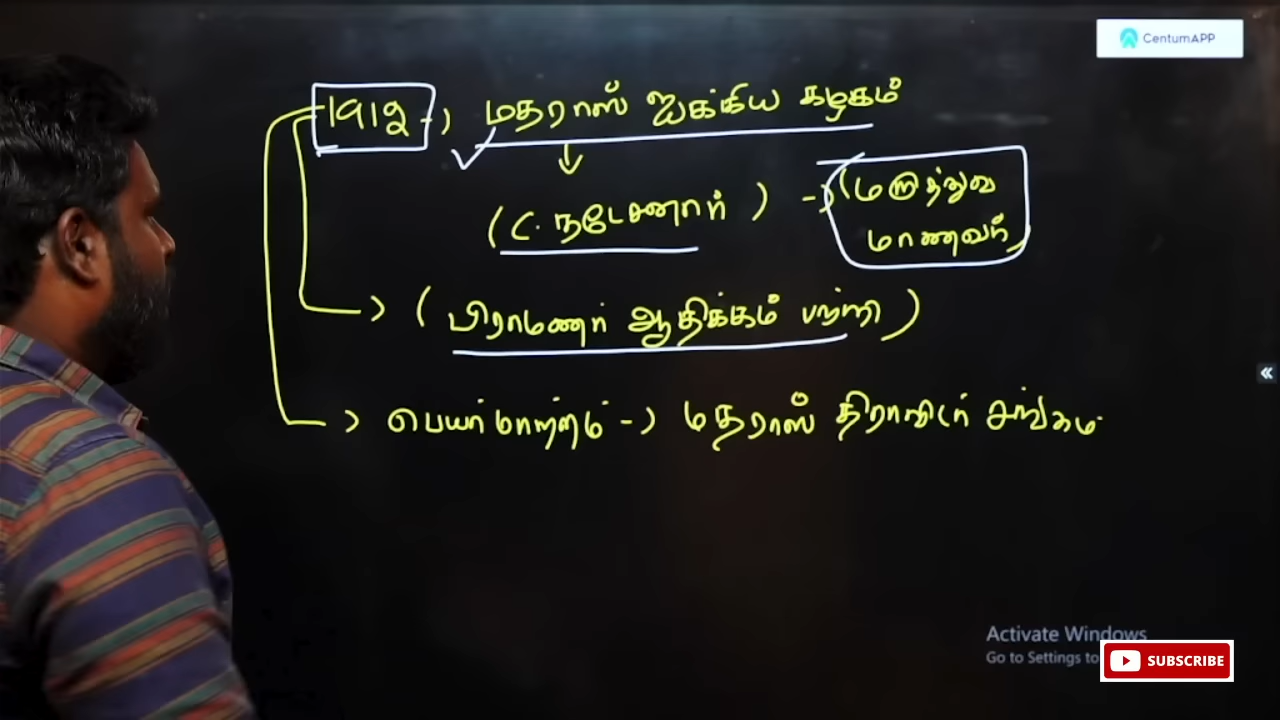 CentumAPP
1912 -> மதராஸ் ஐக்கிய கழகம்
(C. நடேசனார்) -> (மருத்துவ
மாணவர்)
> (பிராமணர் ஆதிக்கம் பற்றி)
> பெயர்மாற்றம் -> மதராஸ் திராவிடர் சங்கம்
Activate Windows
Go to Settings to
SUBSCRIBE